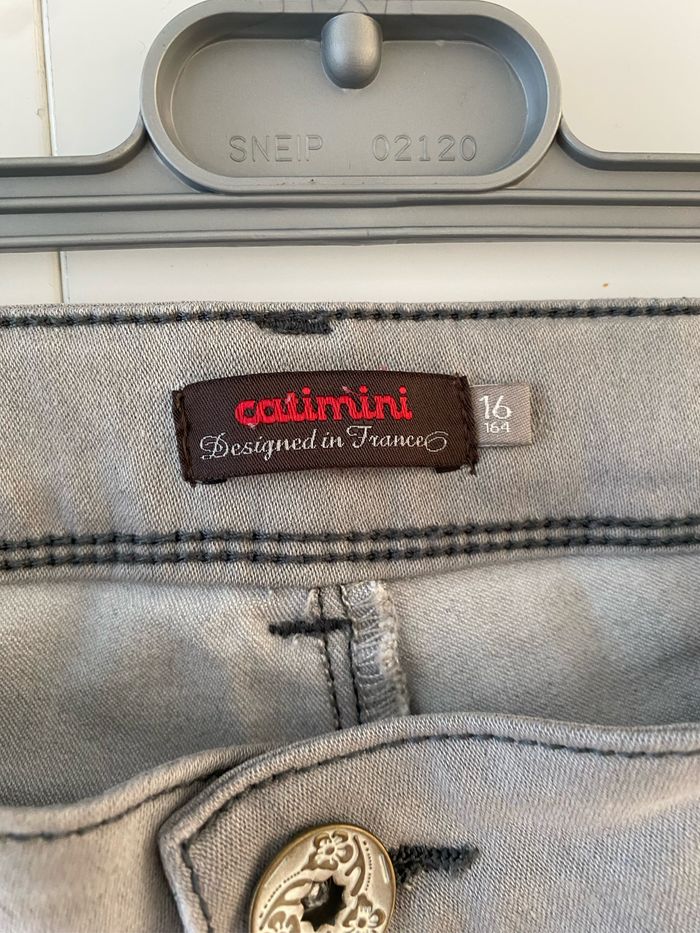 SNEIP 02120
catimini
Designed in France
16
164